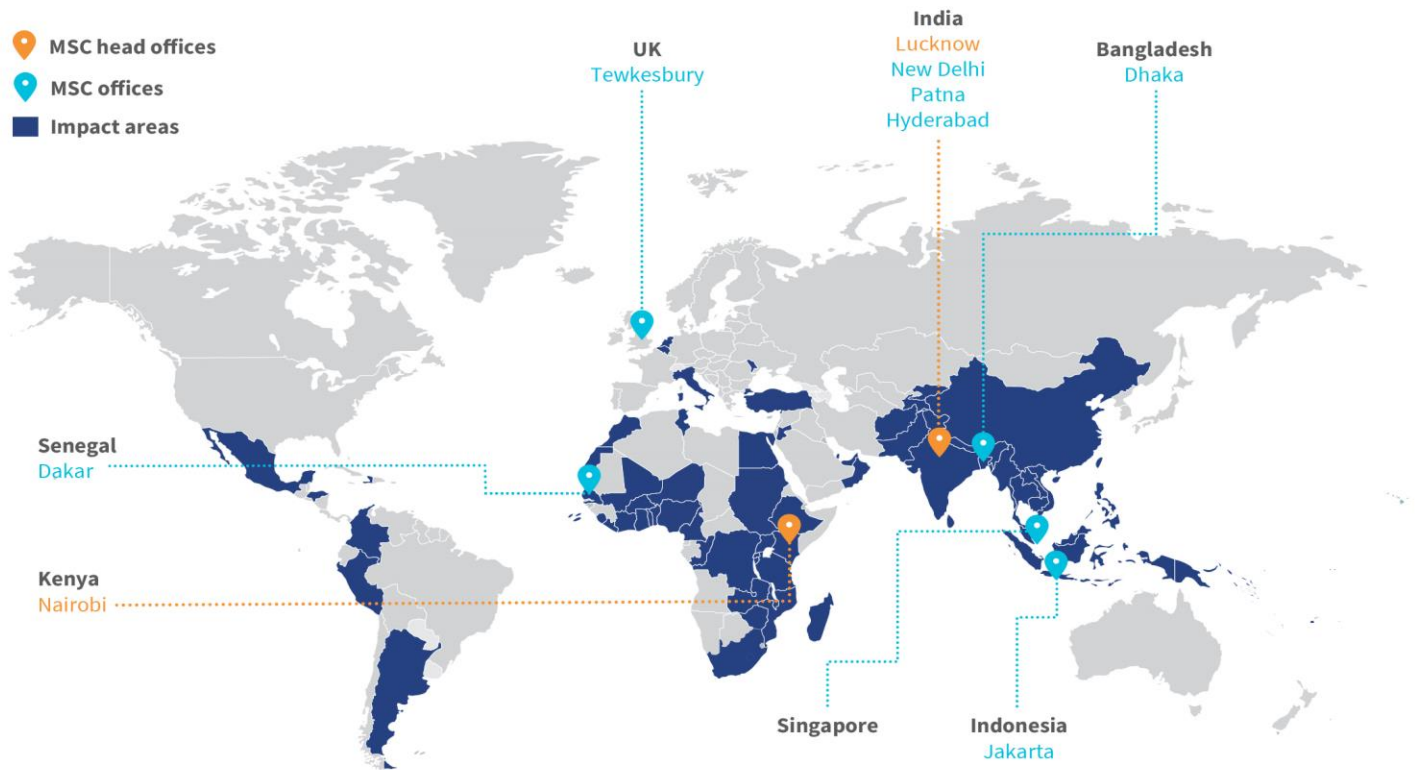 MSC head offices
MSC offices
Impact areas
UK
Tewkesbury
India
Lucknow
New Delhi
Patna
Hyderabad
Bangladesh
Dhaka
Senegal
Dakar
Kenya
Nairobi
Singapore
Indonesia
Jakarta